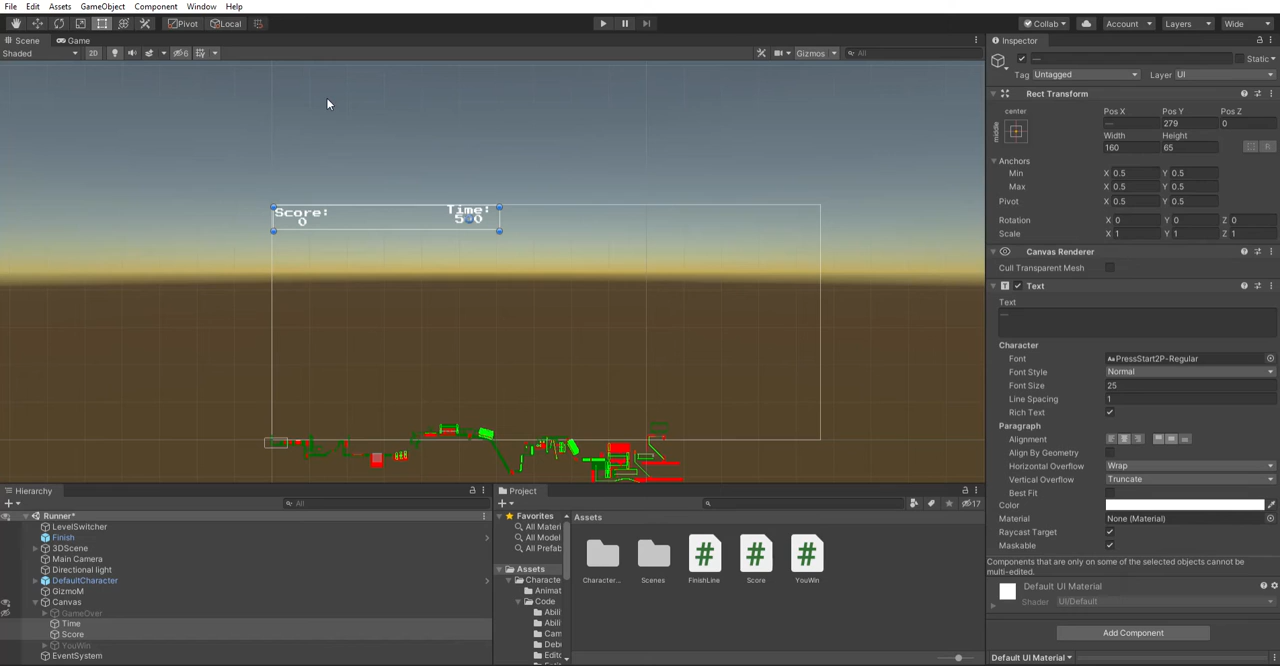 File Edit Assets GameObject Component Window Help
Pivot Local Collab Account Layers Wide
Scene Game
Shaded 2D 6 Gizmos All
Score:
0
Time:
Inspector
— Static
Tag Untagged Layer UI
Rect Transform
center Pos X Pos Y Pos Z
middle — 279 0
Width Height
160 65
R
Anchors
Min X 0.5 Y 0.5
Max X 0.5 Y 0.5
Pivot X 0.5 Y 0.5
Rotation X 0 Y 0 Z 0
Scale X 1 Y 1 Z 1
Canvas Renderer
Cull Transparent Mesh
T Text
Text
—
Character
Font Aa PressStart2P-Regular
Font Style Normal
Font Size 25
Line Spacing 1
Rich Text
Paragraph
Alignment
Align By Geometry
Horizontal Overflow Wrap
Vertical Overflow Truncate
Best Fit
Color
Material None (Material)
Raycast Target
Maskable
Components that are only on some of the selected objects cannot be
multi-edited.
Default UI Material
Shader UI/Default
Add Component
Default UI Material
Hierarchy
+ All
Runner*
LevelSwitcher
Finish
3DScene
Main Camera
Directional light
DefaultCharacter
GizmoM
Canvas
GameOver
Time
Score
YouWin
EventSystem
Project
+ 17
Favorites
All Materi
All Model
All Prefab
Assets
Characte
Animat
Code
Abili
Abili
Cam
Debu
Edito
Assets
Character... Scenes FinishLine Score YouWin
# # #